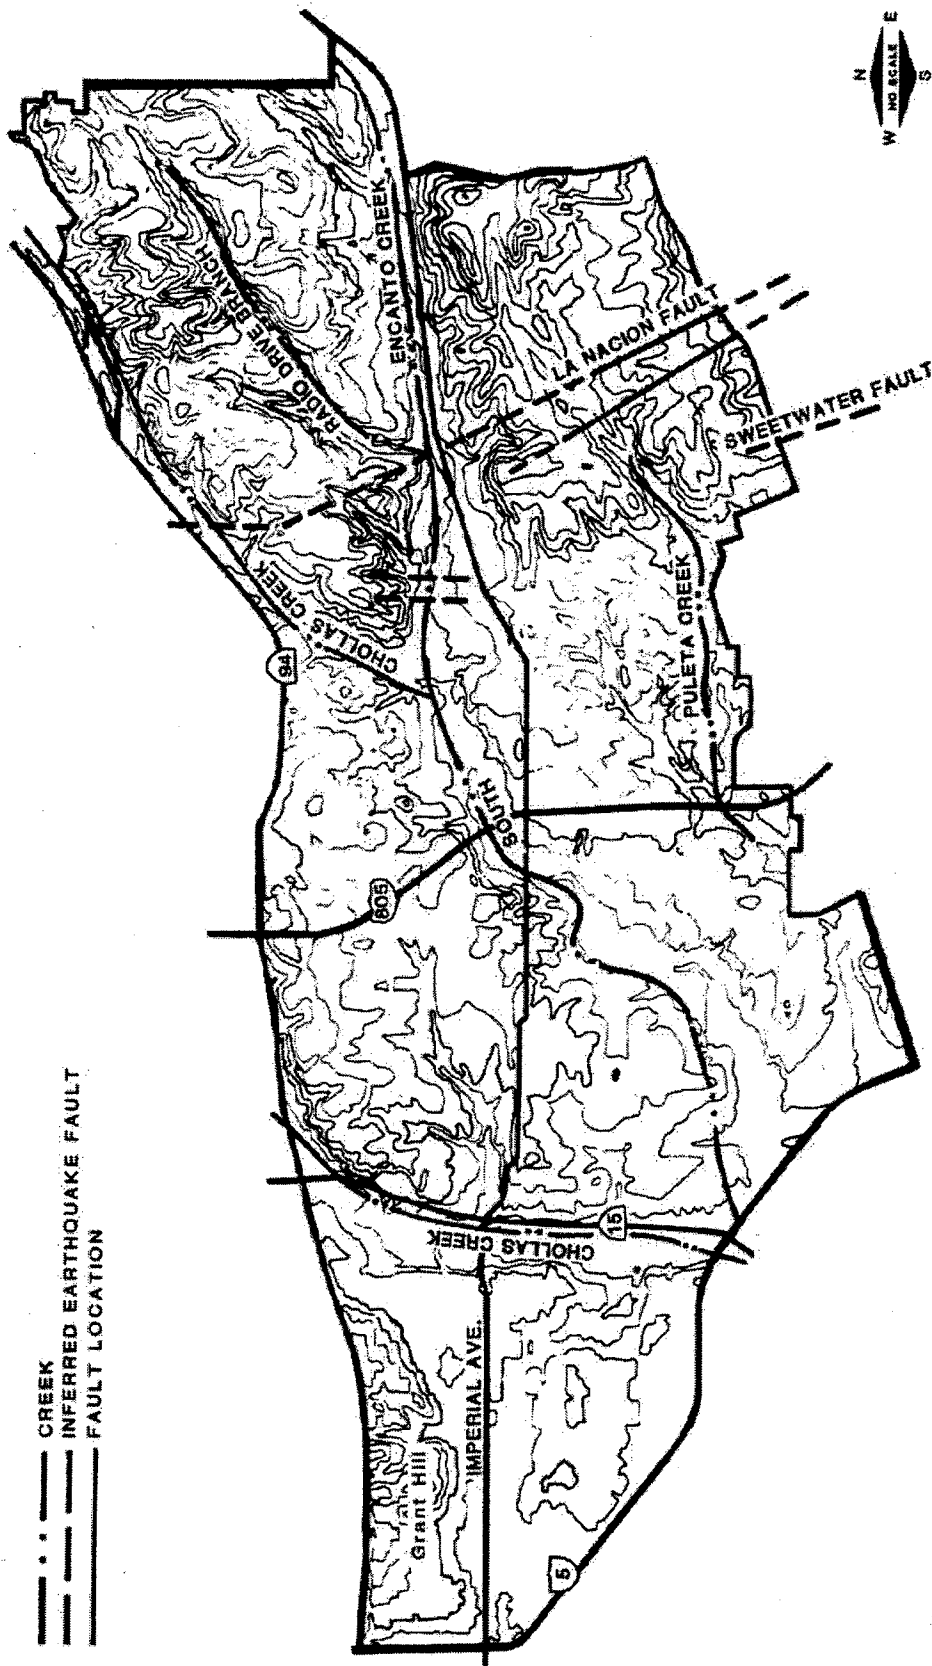 CREEK
INFERRED EARTHQUAKE FAULT
FAULT LOCATION
N
W
NO SCALE
E
S
RADIO DRIVE BRANCH
ENCANTO CREEK
LA NACION FAULT
SWEETWATER FAULT
CHOLLAS CREEK
94
PULETA CREEK
SOUTH
805
CHOLLAS CREEK
15
IMPERIAL AVE.
Grant Hill
5